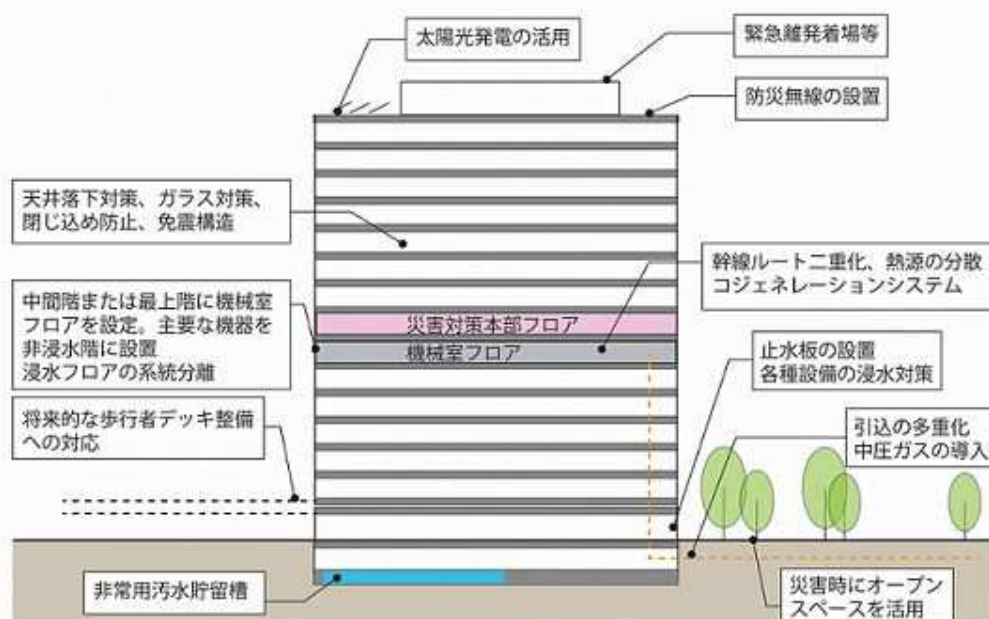 太陽光発電の活用
緊急離発着場等
防災無線の設置
天井落下対策、ガラス対策、
閉じ込め防止、免震構造
幹線ルート二重化、熱源の分散
コジェネレーションシステム
中間階または最上階に機械室
フロアを設定。主要な機器を
非浸水階に設置
浸水フロアの系統分離
災害対策本部フロア
機械室フロア
止水板の設置
各種設備の浸水対策
将来的な歩行者デッキ整備
への対応
引込の多重化
中圧ガスの導入
非常用汚水貯留槽
災害時にオープン
スペースを活用